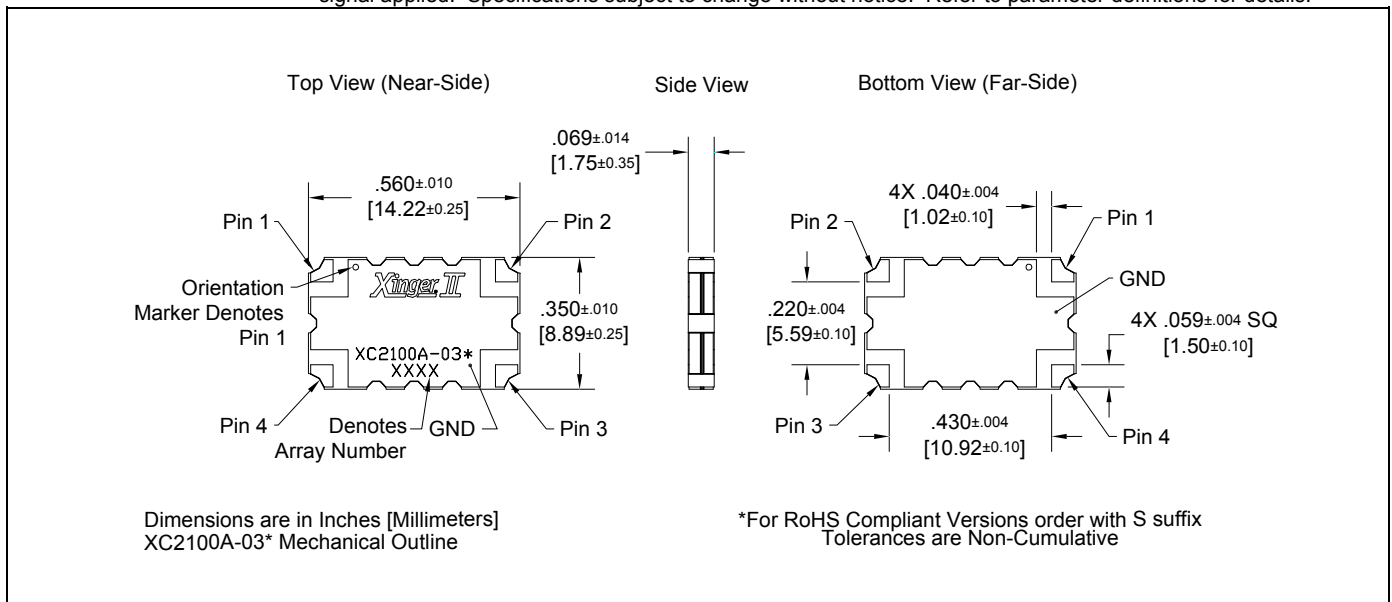 signal applied. Specifications subject to change without notice. Refer to parameter definitions for details.
Top View (Near-Side)
Side View
Bottom View (Far-Side)
.069±.014
[1.75±0.35]
.560±.010
[14.22±0.25]
4X .040±.004
[1.02±0.10]
Pin 1
Pin 2
Pin 2
Pin 1
Orientation
Marker Denotes
Pin 1
Xinger II
.350±.010
[8.89±0.25]
.220±.004
[5.59±0.10]
GND
4X .059±.004 SQ
[1.50±0.10]
XC2100A-03*
XXXX
Pin 4
Denotes
Array Number
GND
Pin 3
Pin 3
.430±.004
[10.92±0.10]
Pin 4
Dimensions are in Inches [Millimeters]
XC2100A-03* Mechanical Outline
*For RoHS Compliant Versions order with S suffix
Tolerances are Non-Cumulative